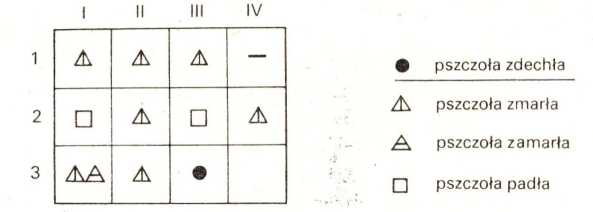 I II III IV
1
2
3
pszczoła zdechła
pszczoła zmarła
pszczoła zamarła
pszczoła padła